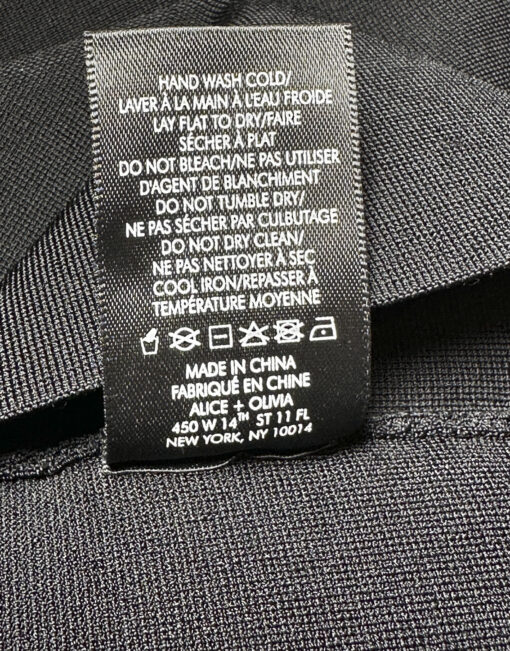 HAND WASH COLD/
LAVER À LA MAIN À L'EAU FROIDE
LAY FLAT TO DRY/FAIRE
SÉCHER À PLAT
DO NOT BLEACH/NE PAS UTILISER
D'AGENT DE BLANCHIMENT
DO NOT TUMBLE DRY/
NE PAS SÉCHER PAR CULBUTAGE
DO NOT DRY CLEAN/
NE PAS NETTOYER À SEC
COOL IRON/REPASSER À
TEMPÉRATURE MOYENNE
MADE IN CHINA
FABRIQUÉ EN CHINE
ALICE + OLIVIA
450 W 14TH ST 11 FL
NEW YORK, NY 10014